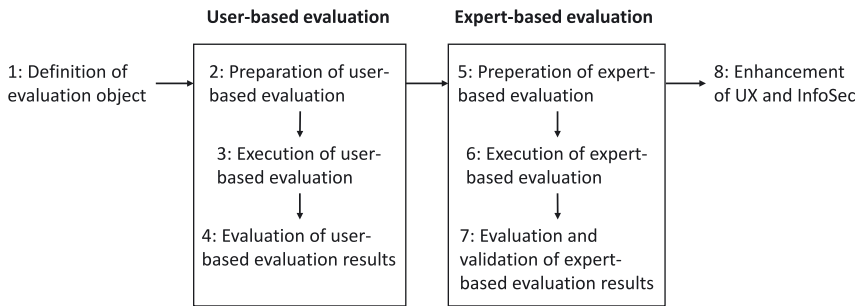 User-based evaluation
Expert-based evaluation
1: Definition of
evaluation object
2: Preparation of user-
based evaluation
3: Execution of user-
based evaluation
4: Evaluation of user-
based evaluation results
5: Preperation of expert-
based evaluation
6: Execution of expert-
based evaluation
7: Evaluation and
validation of expert-
based evaluation results
8: Enhancement
of UX and InfoSec